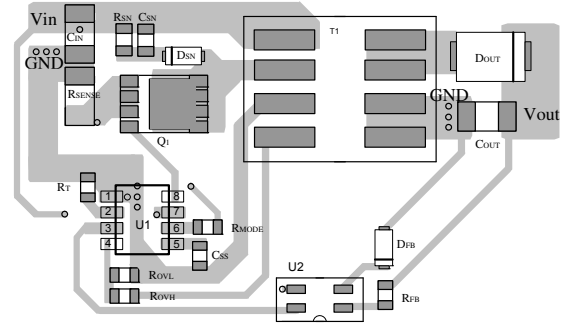 Vin
CIN
RSN
CSN
T1
DSN
DOUT
GND
RSENSE
GND
Vout
COUT
Q1
RT
1
8
2
7
3
6
4
5
U1
RMODE
CSS
DFB
ROVL
U2
ROVH
RFB